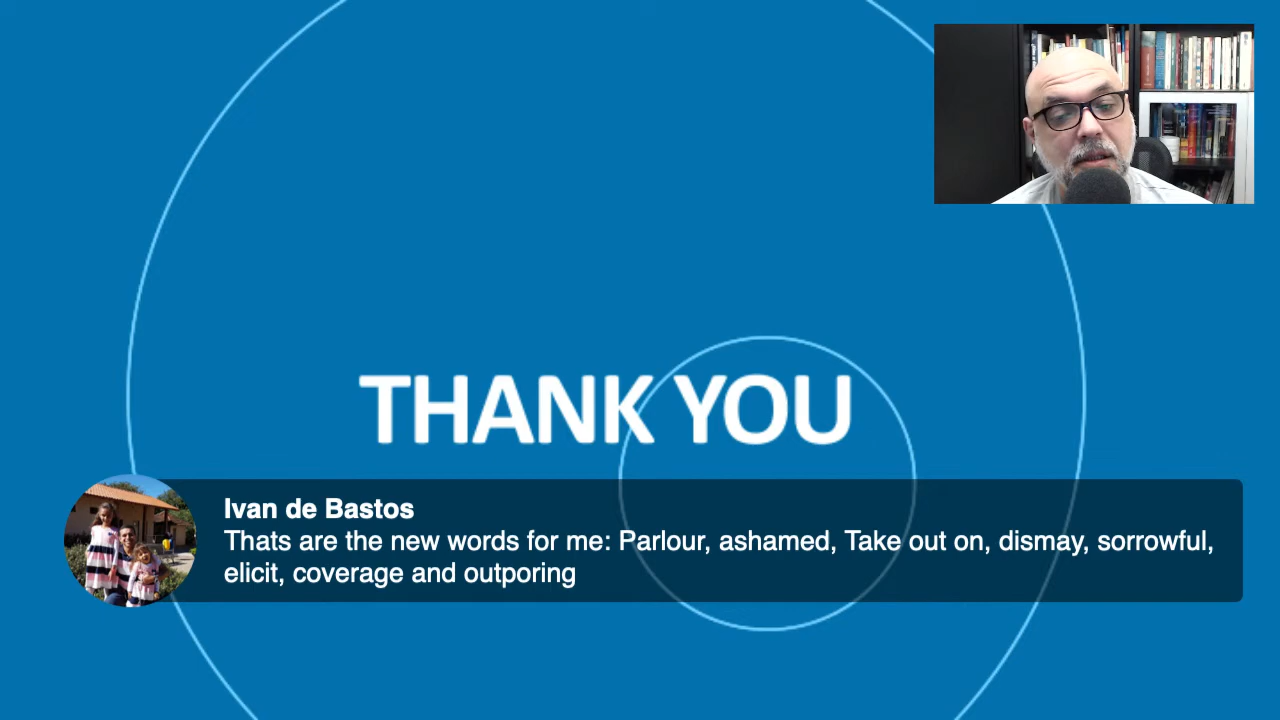 THANK YOU
Ivan de Bastos
Thats are the new words for me: Parlour, ashamed, Take out on, dismay, sorrowful,
elicit, coverage and outporing